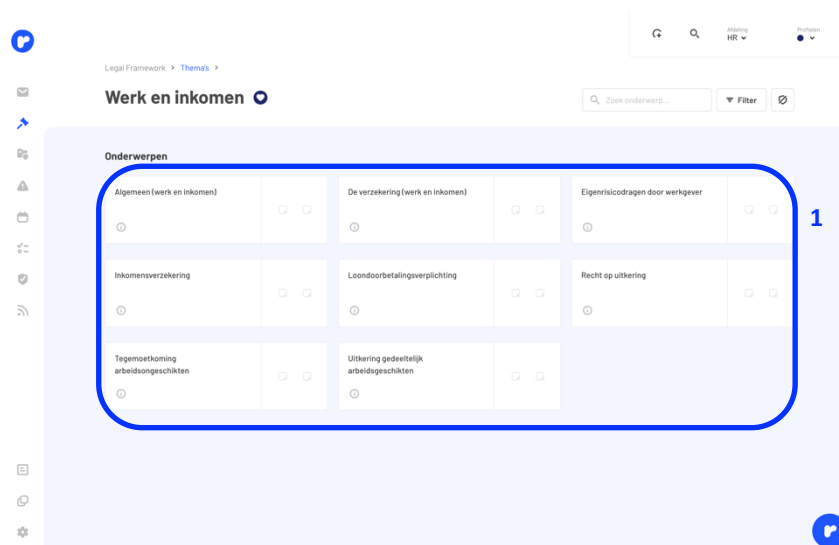 Afdeling
HR
Profielen
Legal Framework > Thema's >
Werk en inkomen
Zoek onderwerp...
Filter
Onderwerpen
Algemeen (werk en inkomen)
De verzekering (werk en inkomen)
Eigenrisicodragen door werkgever
1
Inkomensverzekering
Loondoorbetalingsverplichting
Recht op uitkering
Tegemoetkoming
arbeidsongeschikten
Uitkering gedeeltelijk
arbeidsgeschikten